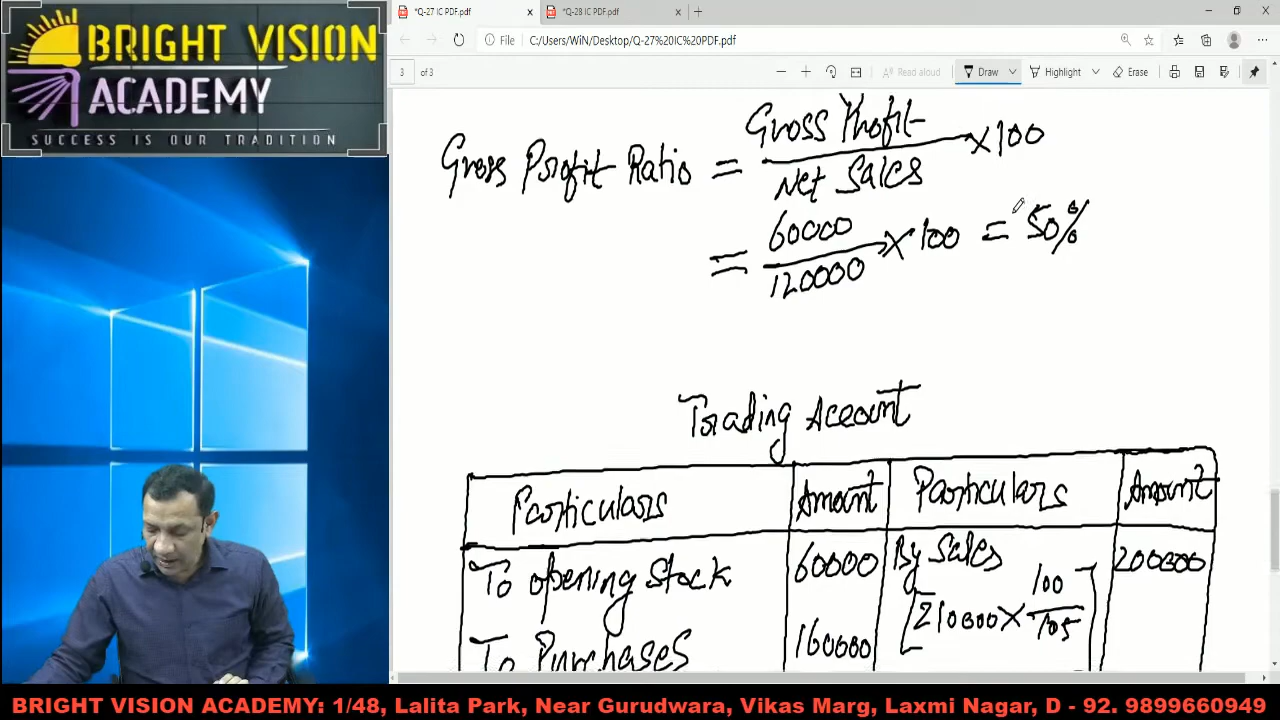 BRIGHT VISION
ACADEMY
SUCCESS IS OUR TRADITION
*Q-27 IC PDF.pdf
*Q-28 IC PDF.pdf
File
C:/Users/WiN/Desktop/Q-27%20IC%20PDF.pdf
3 of 3
Read aloud
Draw
Highlight
Erase
Gross Profit Ratio = Gross Profit / Net Sales × 100
= 60000 / 120000 × 100 = 50%
Trading Account
Particulars Amount Particulars Amount
To opening Stock 60000 By Sales 200000
[210000 × 100 / 105]
To Purchases 160000
BRIGHT VISION ACADEMY: 1/48, Lalita Park, Near Gurudwara, Vikas Marg, Laxmi Nagar, D - 92. 9899660949